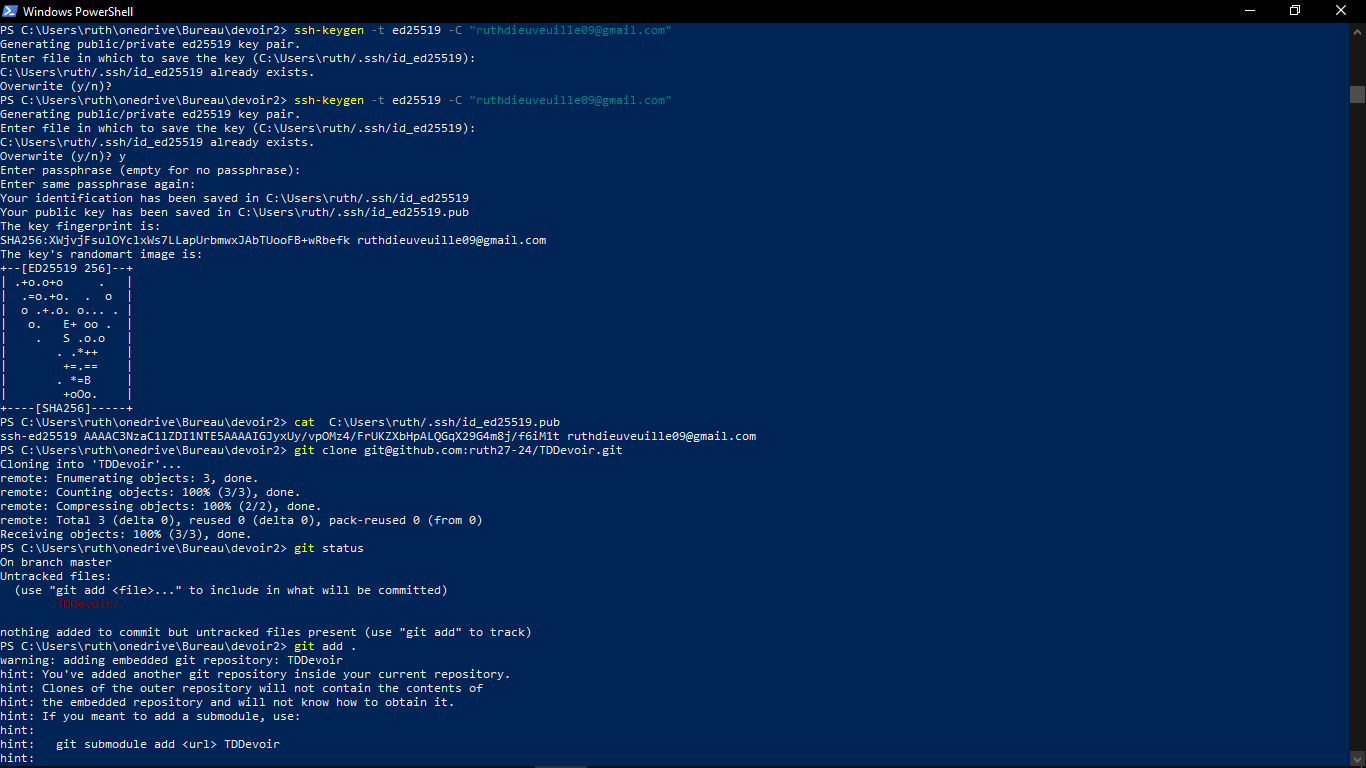 Windows PowerShell
PS C:\Users\ruth\onedrive\Bureau\devoir2> ssh-keygen -t ed25519 -C "ruthdieuveuille09@gmail.com"
Generating public/private ed25519 key pair.
Enter file in which to save the key (C:\Users\ruth/.ssh/id_ed25519):
C:\Users\ruth/.ssh/id_ed25519 already exists.
Overwrite (y/n)?
PS C:\Users\ruth\onedrive\Bureau\devoir2> ssh-keygen -t ed25519 -C "ruthdieuveuille09@gmail.com"
Generating public/private ed25519 key pair.
Enter file in which to save the key (C:\Users\ruth/.ssh/id_ed25519):
C:\Users\ruth/.ssh/id_ed25519 already exists.
Overwrite (y/n)? y
Enter passphrase (empty for no passphrase):
Enter same passphrase again:
Your identification has been saved in C:\Users\ruth/.ssh/id_ed25519
Your public key has been saved in C:\Users\ruth/.ssh/id_ed25519.pub
The key fingerprint is:
SHA256:XWjvjFsulOYclxWs7LLapUrbmwxJAbTUooFB+wRbefk ruthdieuveuille09@gmail.com
The key's randomart image is:
+--[ED25519 256]--+
| .+o.o+o     .   |
|  .=o.+o.  .  o  |
|  o .+.o. o... . |
|   o.   E+ oo .  |
|    .   S .o.o   |
|       . .*++    |
|        +=.==    |
|       . *=B     |
|        +oOo.    |
+----[SHA256]-----+
PS C:\Users\ruth\onedrive\Bureau\devoir2> cat  C:\Users\ruth/.ssh/id_ed25519.pub
ssh-ed25519 AAAAC3NzaC1lZDI1NTE5AAAAIGJyxUy/vpOMz4/FrUKZXbHpALQGqX29G4m8j/f6iM1t ruthdieuveuille09@gmail.com
PS C:\Users\ruth\onedrive\Bureau\devoir2> git clone git@github.com:ruth27-24/TDDevoir.git
Cloning into 'TDDevoir'...
remote: Enumerating objects: 3, done.
remote: Counting objects: 100% (3/3), done.
remote: Compressing objects: 100% (2/2), done.
remote: Total 3 (delta 0), reused 0 (delta 0), pack-reused 0 (from 0)
Receiving objects: 100% (3/3), done.
PS C:\Users\ruth\onedrive\Bureau\devoir2> git status
On branch master
Untracked files:
  (use "git add <file>..." to include in what will be committed)
        TDDevoir/

nothing added to commit but untracked files present (use "git add" to track)
PS C:\Users\ruth\onedrive\Bureau\devoir2> git add .
warning: adding embedded git repository: TDDevoir
hint: You've added another git repository inside your current repository.
hint: Clones of the outer repository will not contain the contents of
hint: the embedded repository and will not know how to obtain it.
hint: If you meant to add a submodule, use:
hint:
hint:   git submodule add <url> TDDevoir
hint: